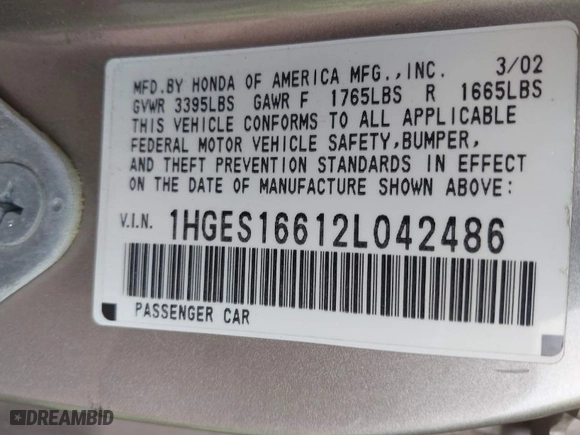 MFD.BY HONDA OF AMERICA MFG.,INC. 3/02
GVWR 3395LBS GAWR F 1765LBS R 1665LBS
THIS VEHICLE CONFORMS TO ALL APPLICABLE
FEDERAL MOTOR VEHICLE SAFETY,BUMPER,
AND THEFT PREVENTION STANDARDS IN EFFECT
ON THE DATE OF MANUFACTURE SHOWN ABOVE:
V.I.N. 1HGES16612L042486
PASSENGER CAR
DREAMBID